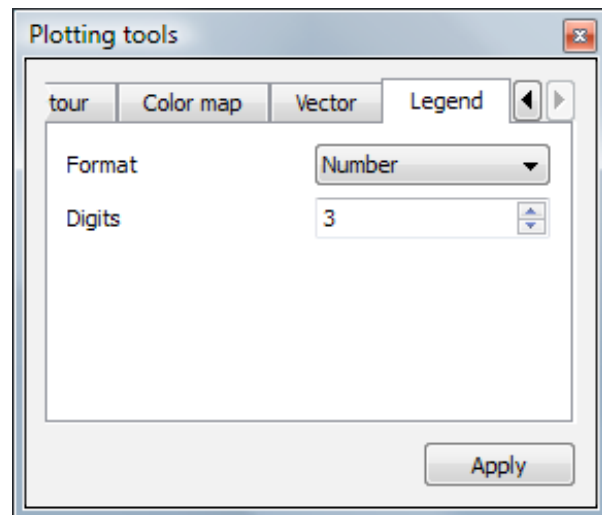 Plotting tools
tour Color map Vector Legend
Format Number
Digits 3
Apply